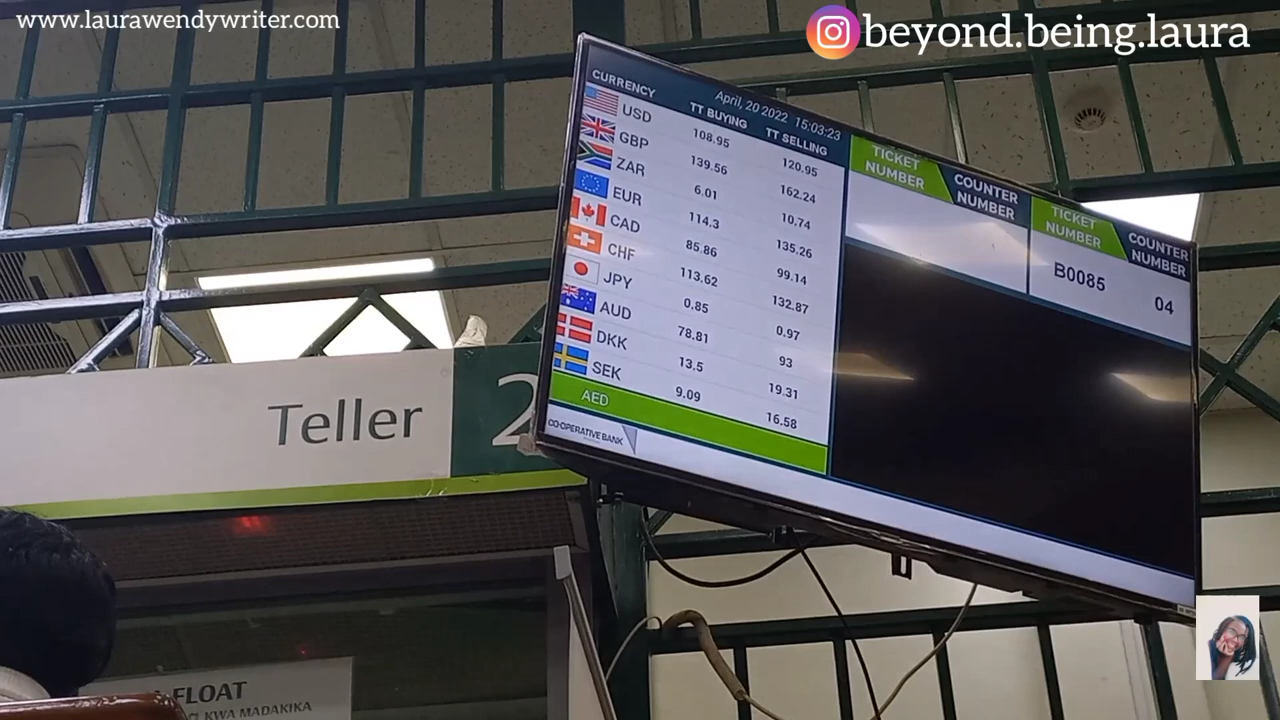 www.laurawendywriter.com
beyond.being.laura
April, 20 2022 15:03:23
CURRENCY TT BUYING TT SELLING
USD 108.95 120.95
GBP 139.56 162.24
ZAR 6.01 10.74
EUR 114.3 135.26
CAD 85.86 99.14
CHF 113.62 132.87
JPY 0.85 0.97
AUD 78.81 93
DKK 13.5 19.31
SEK 9.09 16.58
AED
CO-OPERATIVE BANK
TICKET NUMBER COUNTER NUMBER
TICKET NUMBER COUNTER NUMBER
B0085 04
Teller 2
FLOAT
KWA MADAKIKA